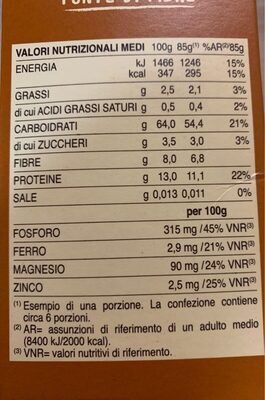 FONTE DI FIBRE
VALORI NUTRIZIONALI MEDI 100g 85g(1) %AR(2)/85g
ENERGIA kJ 1466 1246 15%
kcal 347 295 15%
GRASSI g 2,5 2,1 3%
di cui ACIDI GRASSI SATURI g 0,5 0,4 2%
CARBOIDRATI g 64,0 54,4 21%
di cui ZUCCHERI g 3,5 3,0 3%
FIBRE g 8,0 6,8
PROTEINE g 13,0 11,1 22%
SALE g 0,013 0,011 0%
per 100g
FOSFORO 315 mg/45% VNR(3)
FERRO 2,9 mg/21% VNR(3)
MAGNESIO 90 mg/24% VNR(3)
ZINCO 2,5 mg/25% VNR(3)
(1) Esempio di una porzione. La confezione contiene
circa 6 porzioni.
(2) AR= assunzioni di riferimento di un adulto medio
(8400 kJ/2000 kcal).
(3) VNR= valori nutritivi di riferimento.